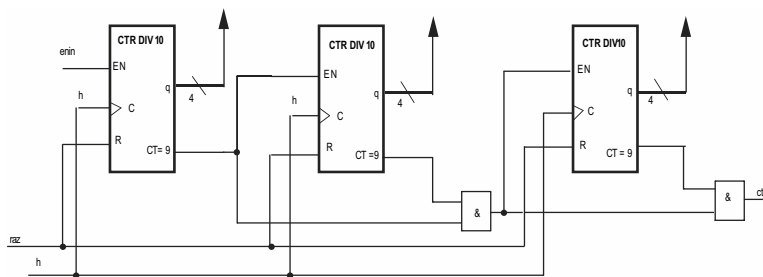 CTR DIV 10
enin
EN
q
4
h
C
R
CT= 9
CTR DIV 10
EN
q
4
h
C
R
CT =9
&
CTR DIV10
EN
q
4
C
R
CT = 9
&
ct
raz
h